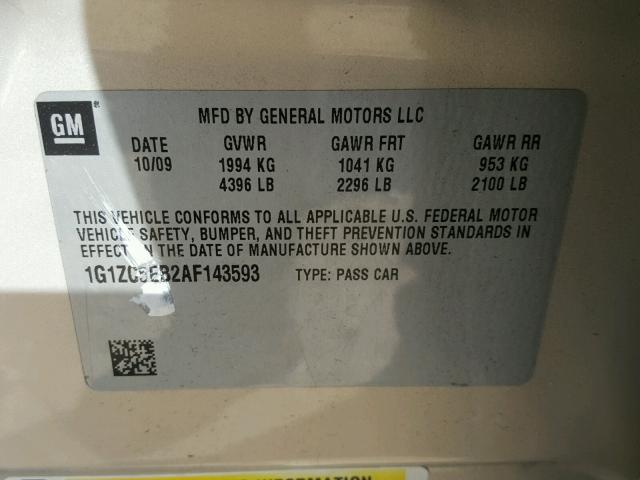 GM
®
MFD BY GENERAL MOTORS LLC
DATE GVWR GAWR FRT GAWR RR
10/09 1994 KG 1041 KG 953 KG
4396 LB 2296 LB 2100 LB
THIS VEHICLE CONFORMS TO ALL APPLICABLE U.S. FEDERAL MOTOR
VEHICLE SAFETY, BUMPER, AND THEFT PREVENTION STANDARDS IN
EFFECT ON THE DATE OF MANUFACTURE SHOWN ABOVE.
1G1ZC5EB2AF143593 TYPE: PASS CAR
INFORMATION